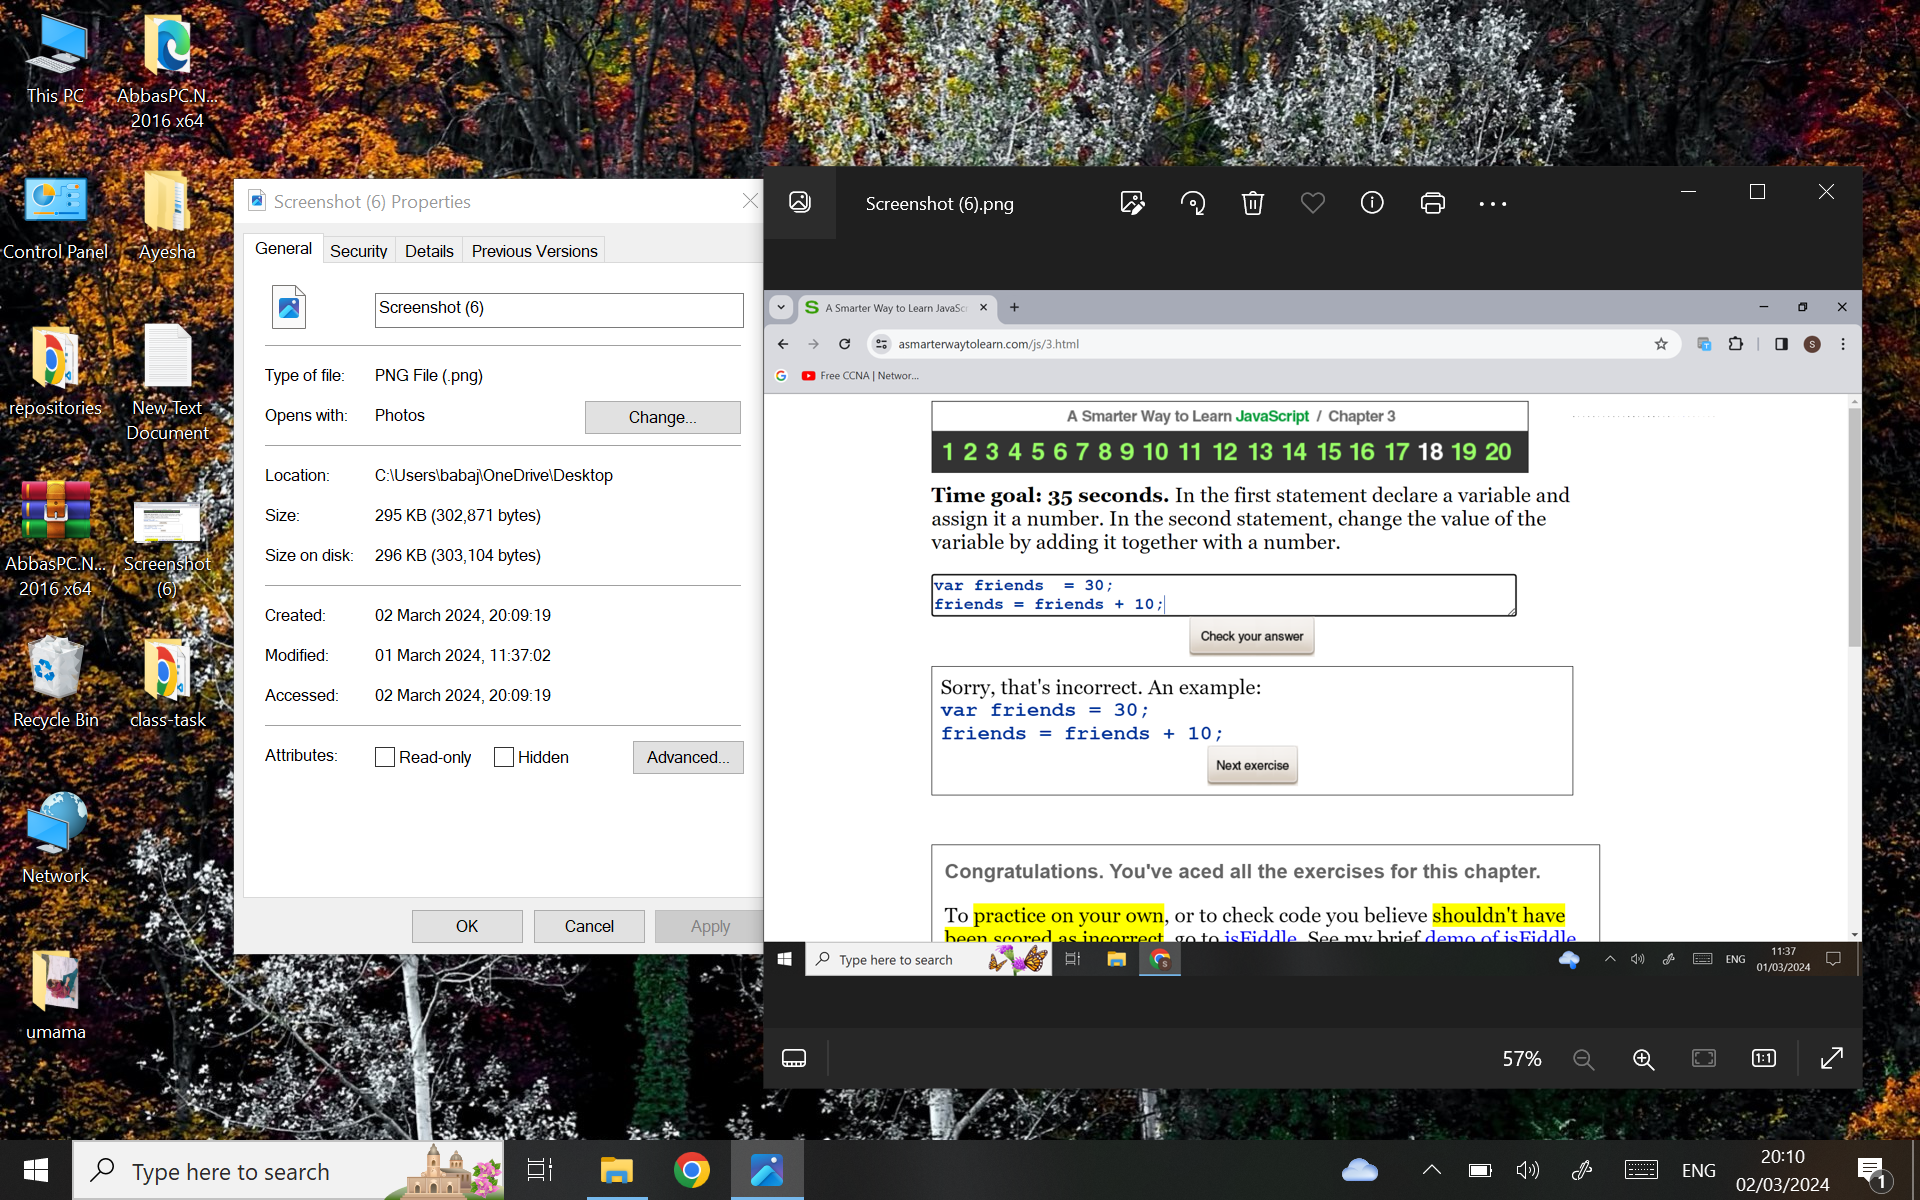 This PC
AbbasPC.N...
2016 x64
Control Panel
Ayesha
repositories
New Text
Document
AbbasPC.N...
2016 x64
Screenshot
(6)
Recycle Bin
class-task
Network
umama
Screenshot (6) Properties
General
Security
Details
Previous Versions
Screenshot (6)
Type of file:
PNG File (.png)
Opens with:
Photos
Change...
Location:
C:\Users\babaj\OneDrive\Desktop
Size:
295 KB (302,871 bytes)
Size on disk:
296 KB (303,104 bytes)
Created:
02 March 2024, 20:09:19
Modified:
01 March 2024, 11:37:02
Accessed:
02 March 2024, 20:09:19
Attributes:
Read-only
Hidden
Advanced...
OK
Cancel
Apply
Screenshot (6).png
A Smarter Way to Learn JavaSc
asmarterwaytolearn.com/js/3.html
S
Free CCNA | Networ...
A Smarter Way to Learn JavaScript / Chapter 3
1 2 3 4 5 6 7 8 9 10 11 12 13 14 15 16 17 18 19 20
Time goal: 35 seconds. In the first statement declare a variable and
assign it a number. In the second statement, change the value of the
variable by adding it together with a number.
var friends  = 30;
friends = friends + 10;
Check your answer
Sorry, that's incorrect. An example:
var friends = 30;
friends = friends + 10;
Next exercise
Congratulations. You've aced all the exercises for this chapter.
To practice on your own, or to check code you believe shouldn't have
been scored as incorrect, go to jsFiddle. See my brief demo of jsFiddle
Type here to search
ENG
11:37
01/03/2024
57%
1:1
Type here to search
ENG
20:10
02/03/2024
1